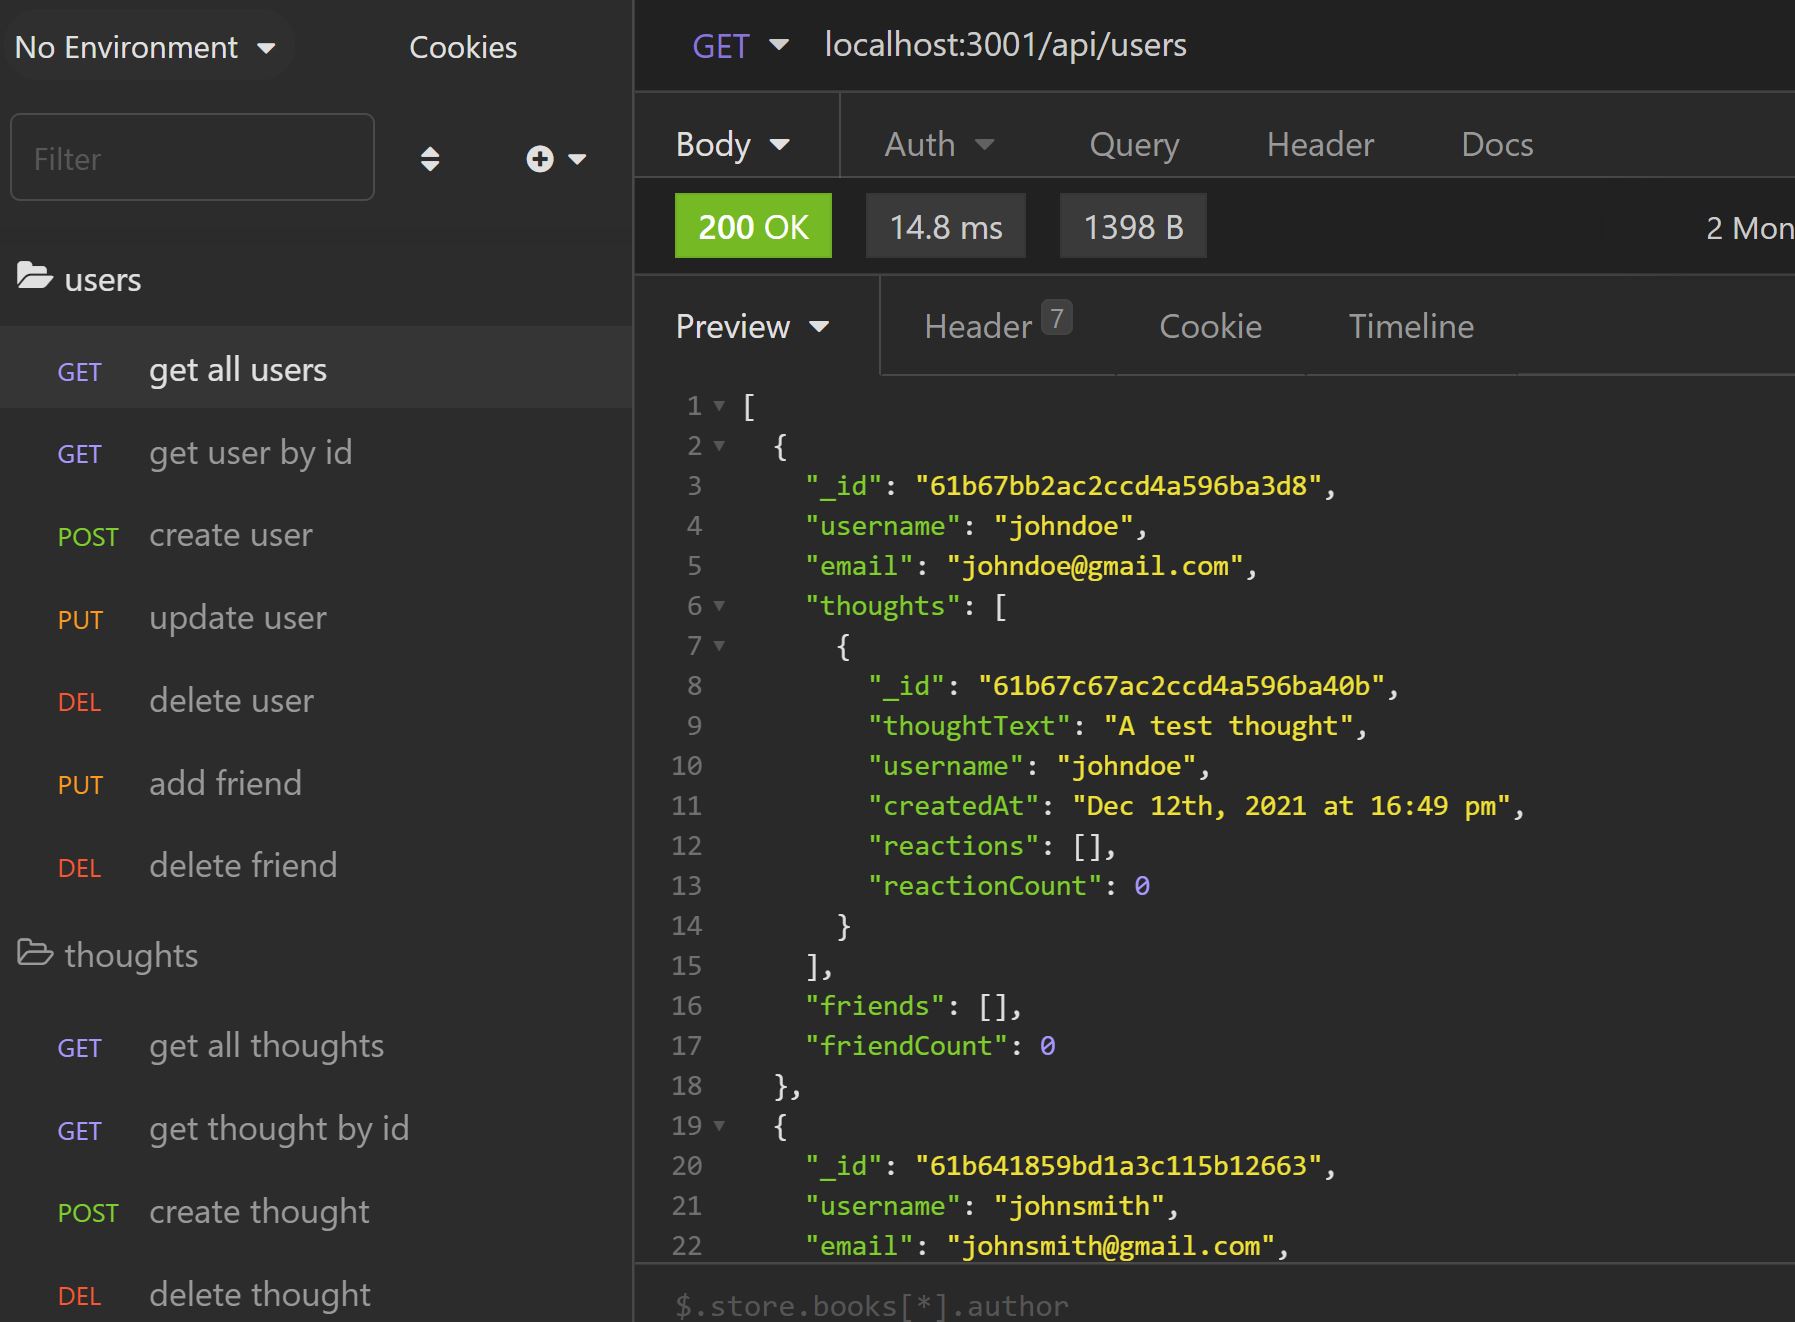 No Environment
Cookies
Filter
users
GET get all users
GET get user by id
POST create user
PUT update user
DEL delete user
PUT add friend
DEL delete friend
thoughts
GET get all thoughts
GET get thought by id
POST create thought
DEL delete thought
GET localhost:3001/api/users
Body Auth Query Header Docs
200 OK 14.8 ms 1398 B 2 Mon
Preview Header 7 Cookie Timeline
1 [
2 {
3 "_id": "61b67bb2ac2ccd4a596ba3d8",
4 "username": "johndoe",
5 "email": "johndoe@gmail.com",
6 "thoughts": [
7 {
8 "_id": "61b67c67ac2ccd4a596ba40b",
9 "thoughtText": "A test thought",
10 "username": "johndoe",
11 "createdAt": "Dec 12th, 2021 at 16:49 pm",
12 "reactions": [],
13 "reactionCount": 0
14 }
15 ],
16 "friends": [],
17 "friendCount": 0
18 },
19 {
20 "_id": "61b641859bd1a3c115b12663",
21 "username": "johnsmith",
22 "email": "johnsmith@gmail.com",
$.store.books[*].author